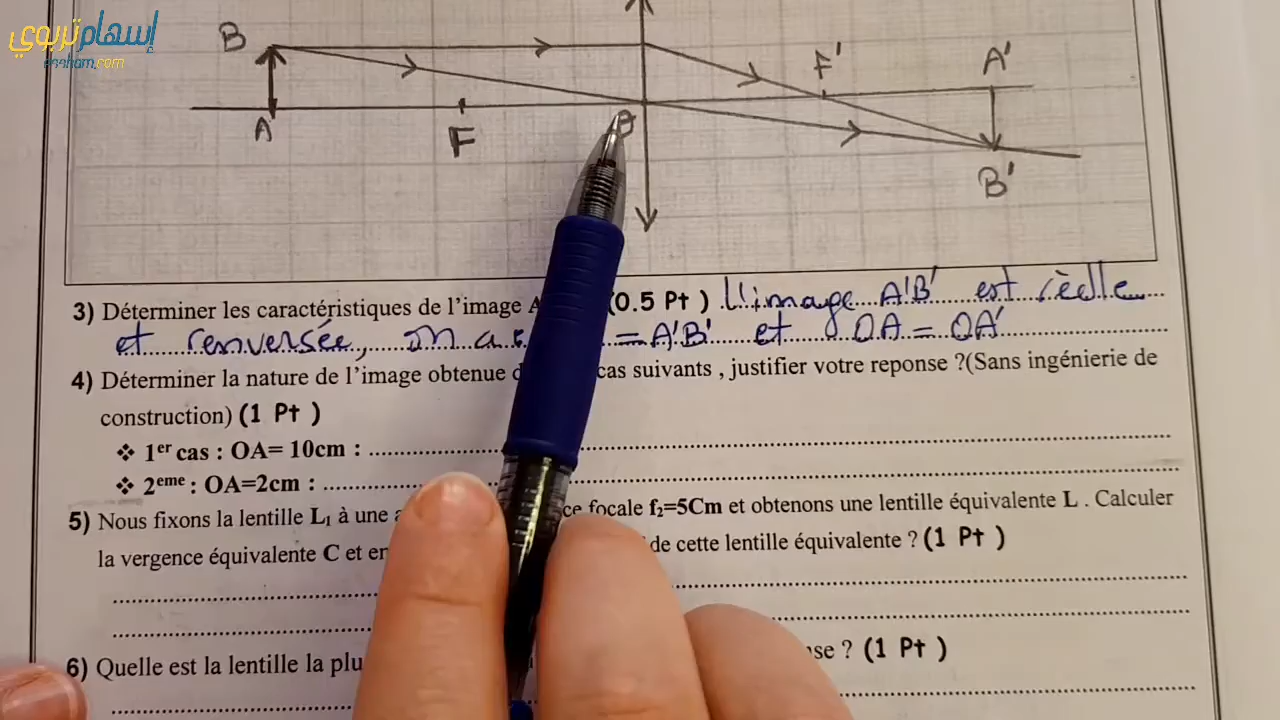 إسهام تربوي
essham.com
B
F'
A'
A
F
O
B'
3) Déterminer les caractéristiques de l'image A (0.5 Pt ) L'image A'B' est réelle
et renversée, on a = A'B' et OA = OA'
4) Déterminer la nature de l'image obtenue cas suivants , justifier votre reponse ?(Sans ingénierie de
construction) (1 Pt )
❖ 1er cas : OA= 10cm :
❖ 2eme : OA=2cm :
5) Nous fixons la lentille L1 à une focale f2=5Cm et obtenons une lentille équivalente L . Calculer
la vergence équivalente C et de cette lentille équivalente ? (1 Pt )
6) Quelle est la lentille la ? (1 Pt )